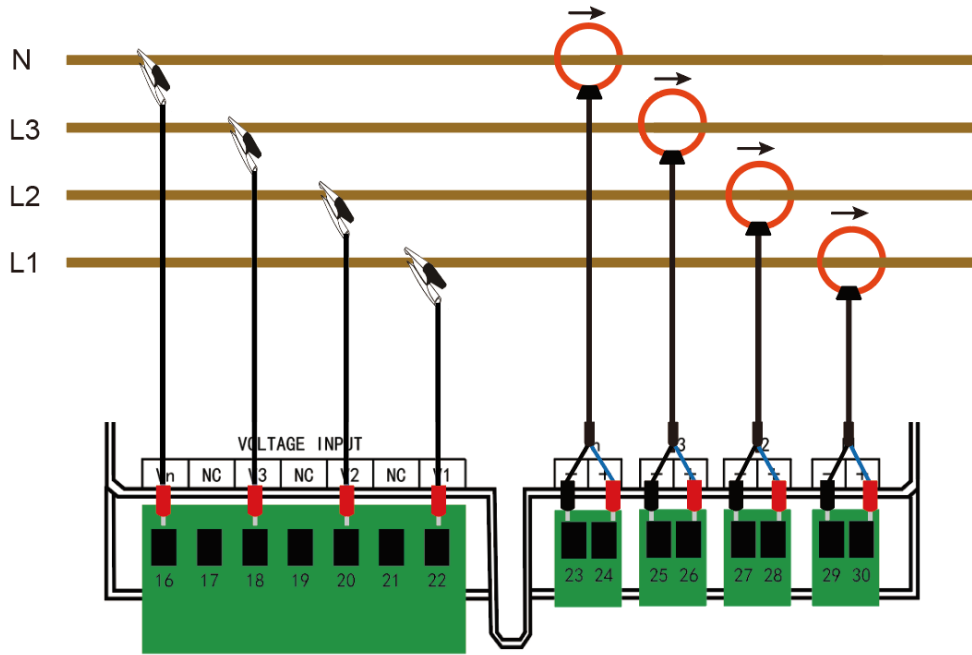 N
L3
L2
L1
VOLTAGE INPUT
Vn NC V3 NC V2 NC V1
n 3 2
- + - + - + - +
16 17 18 19 20 21 22
23 24 25 26 27 28 29 30